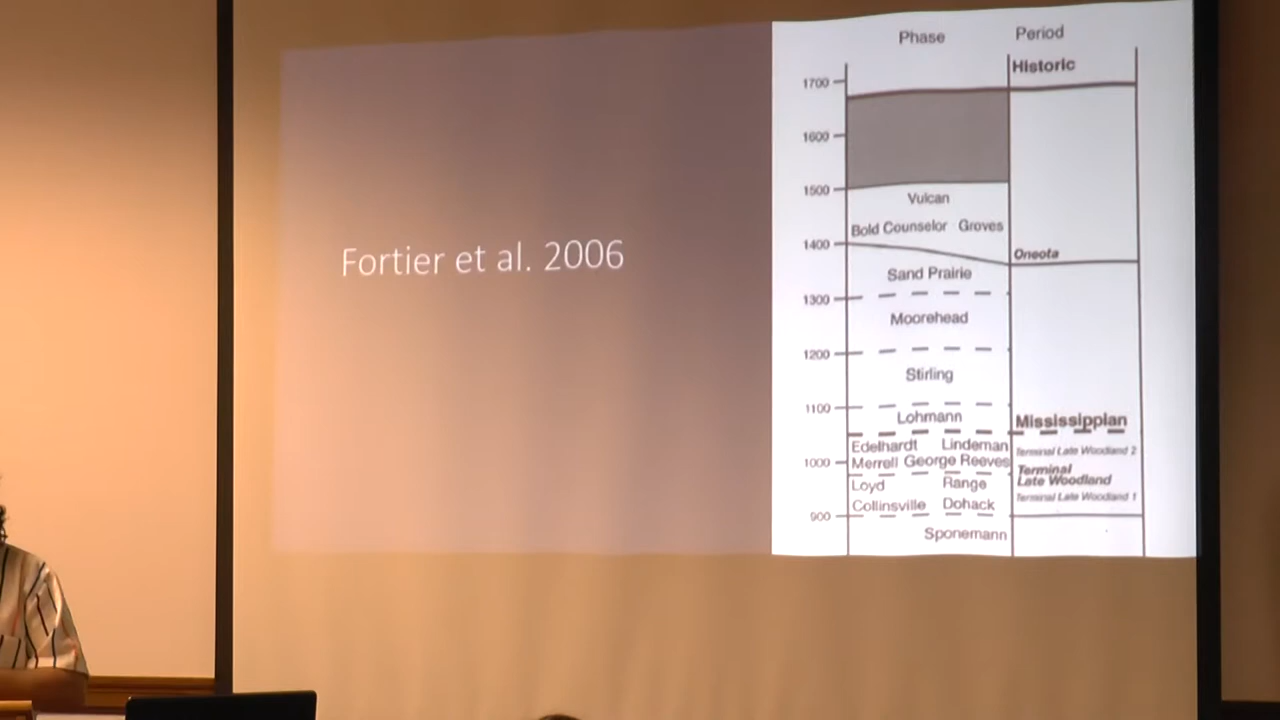 Fortier et al. 2006
Phase Period
Historic
1700
1600
1500
Vulcan
Bold Counselor Groves
1400
Oneota
Sand Prairie
1300
Moorehead
1200
Stirling
1100
Lohmann
Mississippian
Edelhardt Lindeman
Terminal Late Woodland 2
1000
Merrell George Reeves
Terminal
Late Woodland
Loyd Range
Terminal Late Woodland 1
Collinsville Dohack
900
Sponemann